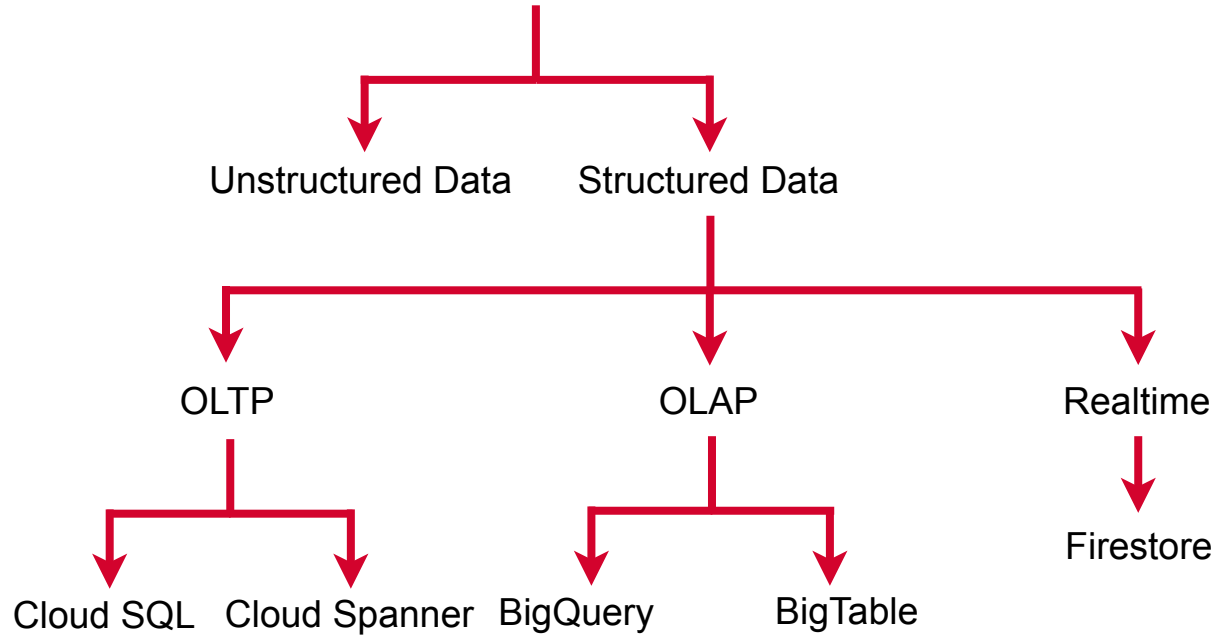 Unstructured Data
Structured Data
OLTP
OLAP
Realtime
Cloud SQL
Cloud Spanner
BigQuery
BigTable
Firestore